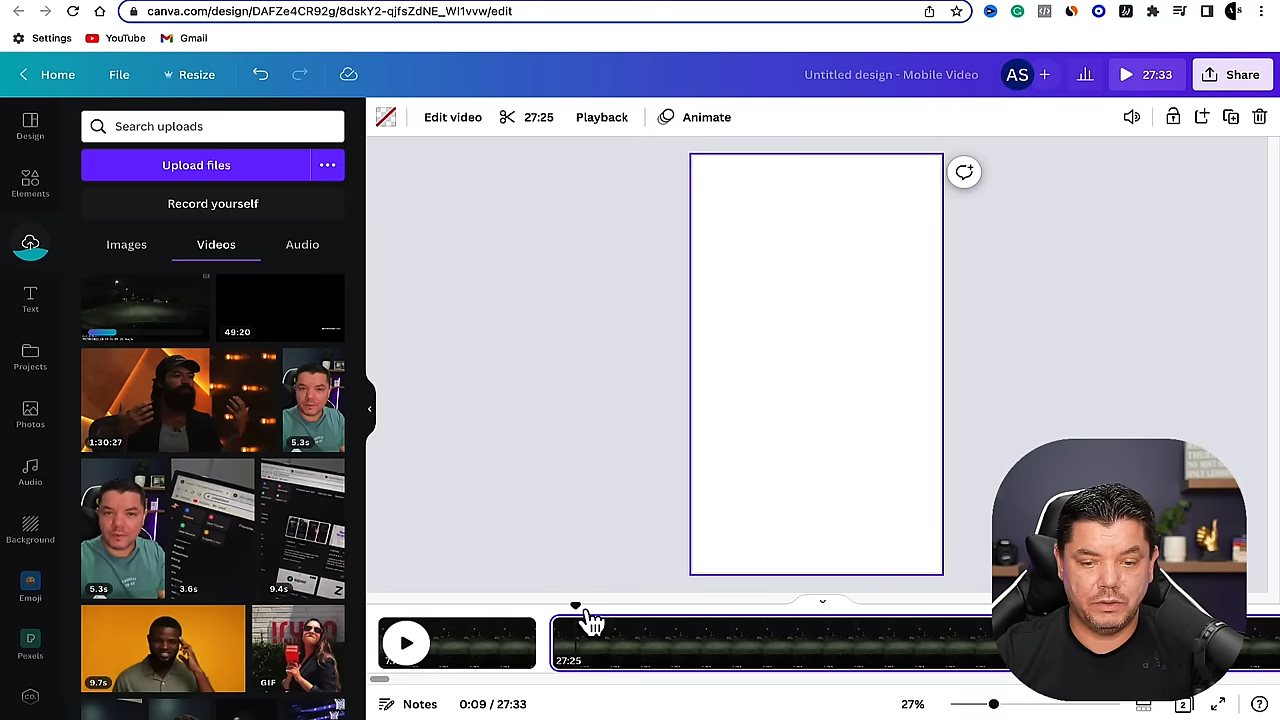 canva.com/design/DAFZe4CR92g/8dskY2-qjfsZdNE_WI1vvw/edit
Settings YouTube Gmail
Home File Resize Untitled design - Mobile Video AS 27:33 Share
Design
Search uploads
Edit video 27:25 Playback Animate
Upload files
Elements
Record yourself
Images Videos Audio
Text
49:20
Projects
1:30:27 5.3s
Photos
Audio
Background
5.3s 3.6s 9.4s
Emoji
Pexels
9.7s GIF
27:25
Notes 0:09 / 27:33 27% 2